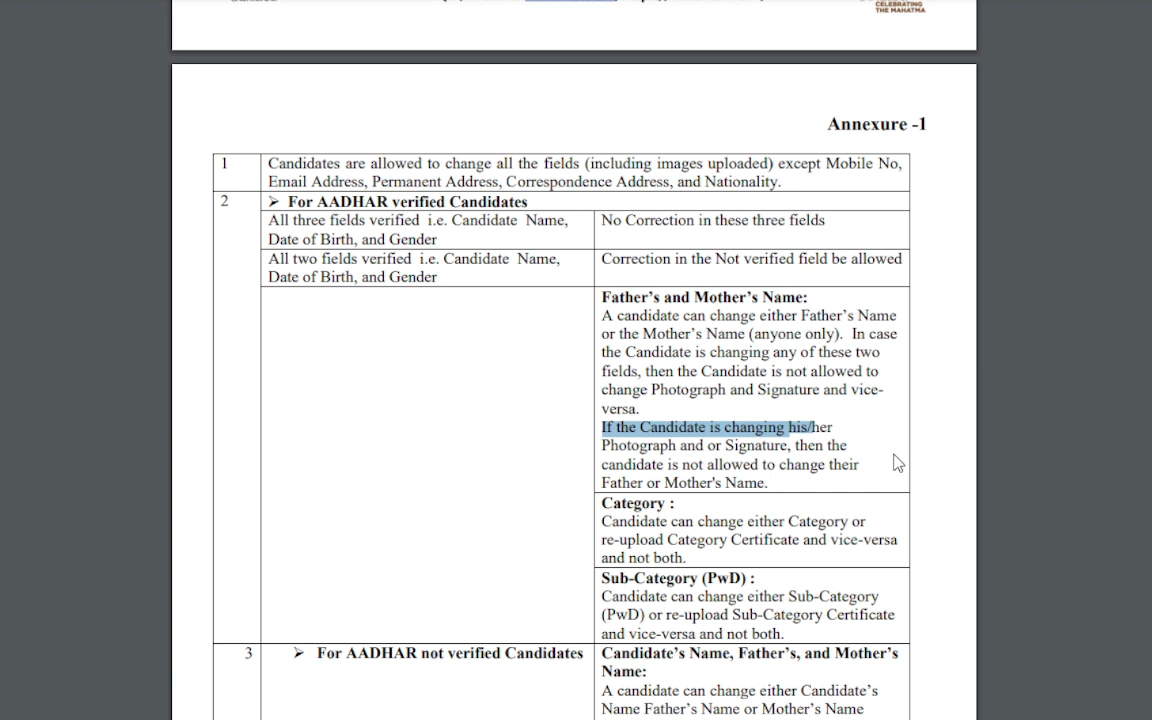 CELEBRATING
THE MAHATMA
Annexure -1
1 Candidates are allowed to change all the fields (including images uploaded) except Mobile No,
Email Address, Permanent Address, Correspondence Address, and Nationality.
2 ➢ For AADHAR verified Candidates
All three fields verified i.e. Candidate Name,
Date of Birth, and Gender
No Correction in these three fields
All two fields verified i.e. Candidate Name,
Date of Birth, and Gender
Correction in the Not verified field be allowed
Father's and Mother's Name:
A candidate can change either Father's Name
or the Mother's Name (anyone only). In case
the Candidate is changing any of these two
fields, then the Candidate is not allowed to
change Photograph and Signature and vice-
versa.
If the Candidate is changing his/her
Photograph and or Signature, then the
candidate is not allowed to change their
Father or Mother's Name.
Category :
Candidate can change either Category or
re-upload Category Certificate and vice-versa
and not both.
Sub-Category (PwD) :
Candidate can change either Sub-Category
(PwD) or re-upload Sub-Category Certificate
and vice-versa and not both.
3 ➢ For AADHAR not verified Candidates
Candidate's Name, Father's, and Mother's
Name:
A candidate can change either Candidate's
Name Father's Name or Mother's Name